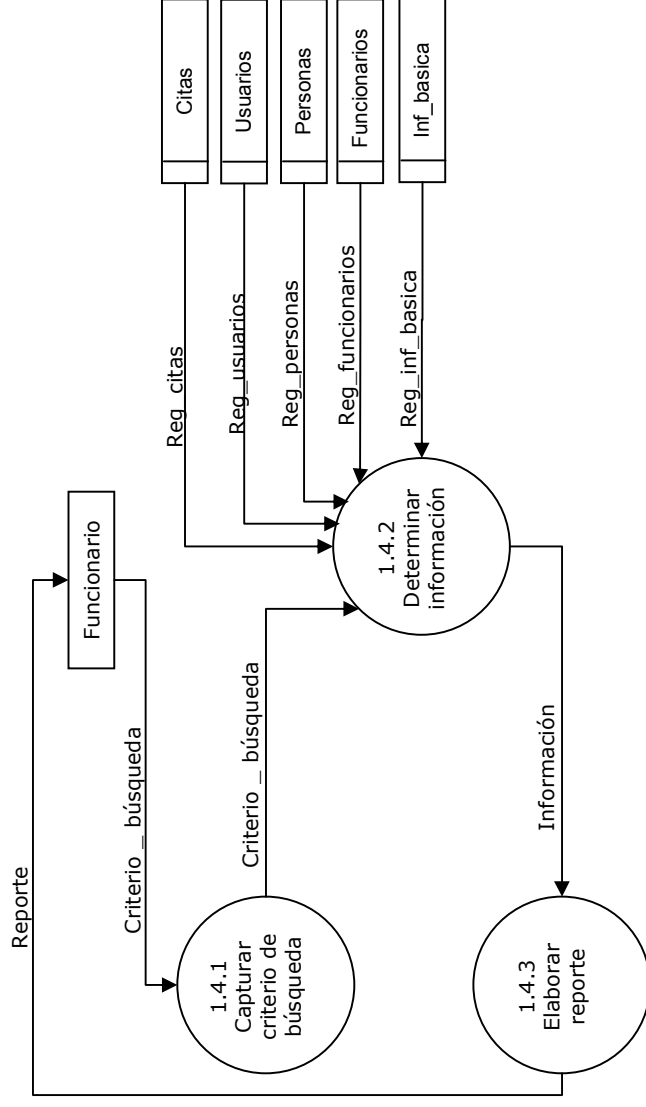 Reporte
Funcionario
Criterio _ búsqueda
1.4.1
Capturar
criterio de
búsqueda
Criterio _ búsqueda
1.4.2
Determinar
información
Reg_citas
Reg_usuarios
Reg_personas
Reg_funcionarios
Reg_inf_basica
Citas
Usuarios
Personas
Funcionarios
Inf_basica
Información
1.4.3
Elaborar
reporte